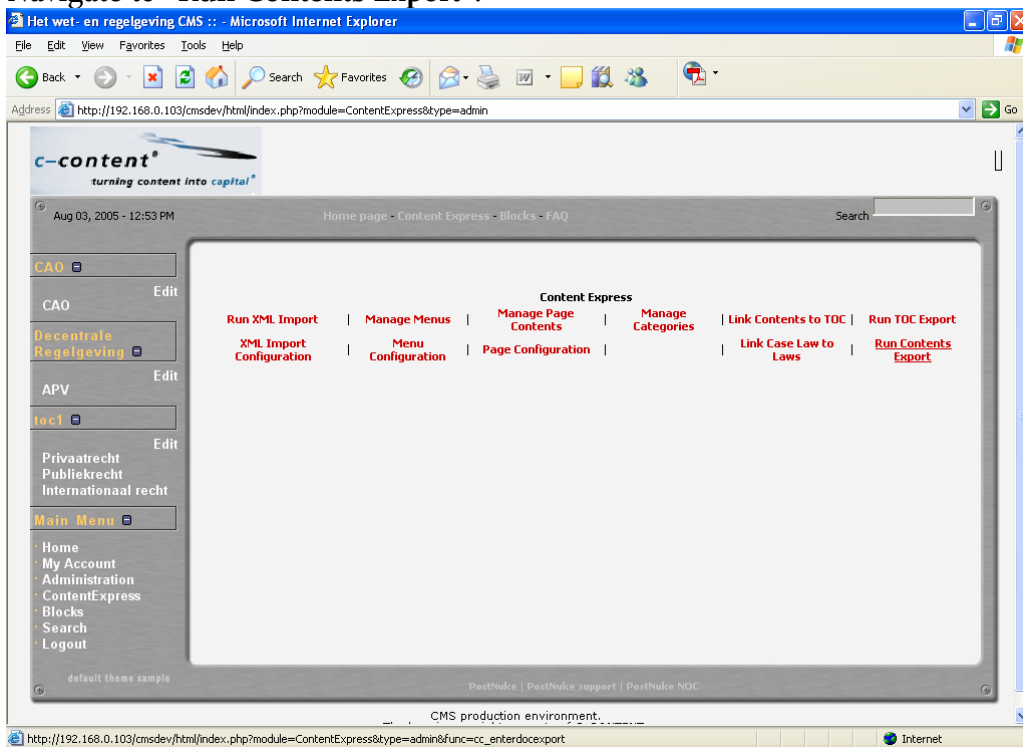 Navigate to "Run Contents Export".
Het wet- en regelgeving CMS :: - Microsoft Internet Explorer
File Edit View Favorites Tools Help
Back Search Favorites
Address http://192.168.0.103/cmsdev/html/index.php?module=ContentExpress&type=admin Go
c-content®
turning content into capital®
Aug 03, 2005 - 12:53 PM Home page - Content Express - Blocks - FAQ Search
CAO
Edit
CAO
Decentrale
Regelgeving
Edit
APV
toc1
Edit
Privaatrecht
Publiekrecht
Internationaal recht
Main Menu
· Home
· My Account
· Administration
· ContentExpress
· Blocks
· Search
· Logout
default theme sample
Content Express
Run XML Import | Manage Menus | Manage Page Contents | Manage Categories | Link Contents to TOC | Run TOC Export
XML Import Configuration | Menu Configuration | Page Configuration | | Link Case Law to Laws | Run Contents Export
PostNuke | PostNuke support | PostNuke NOC
CMS production environment.
http://192.168.0.103/cmsdev/html/index.php?module=ContentExpress&type=admin&func=cc_enterdocexport Internet